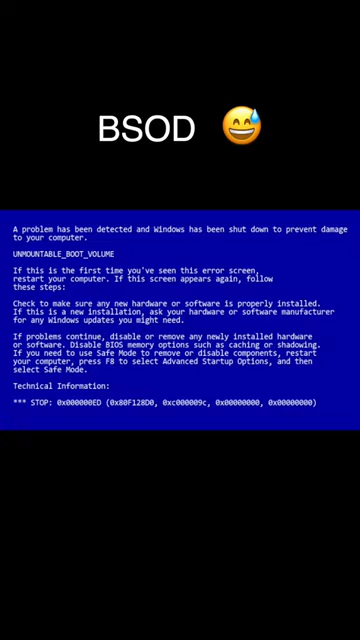 BSOD 😅
A problem has been detected and Windows has been shut down to prevent damage
to your computer.
UNMOUNTABLE_BOOT_VOLUME
If this is the first time you've seen this error screen,
restart your computer. If this screen appears again, follow
these steps:
Check to make sure any new hardware or software is properly installed.
If this is a new installation, ask your hardware or software manufacturer
for any Windows updates you might need.
If problems continue, disable or remove any newly installed hardware
or software. Disable BIOS memory options such as caching or shadowing.
If you need to use Safe Mode to remove or disable components, restart
your computer, press F8 to select Advanced Startup Options, and then
select Safe Mode.
Technical Information:
*** STOP: 0x000000ED (0x80F128D0, 0xc000009c, 0x00000000, 0x00000000)